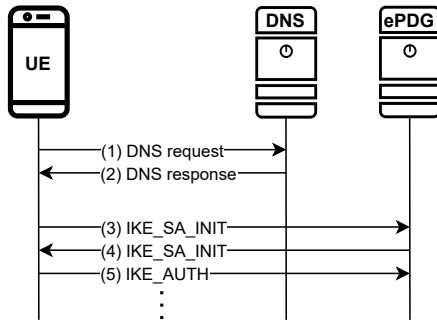 UE
DNS
ePDG
(1) DNS request
(2) DNS response
(3) IKE_SA_INIT
(4) IKE_SA_INIT
(5) IKE_AUTH